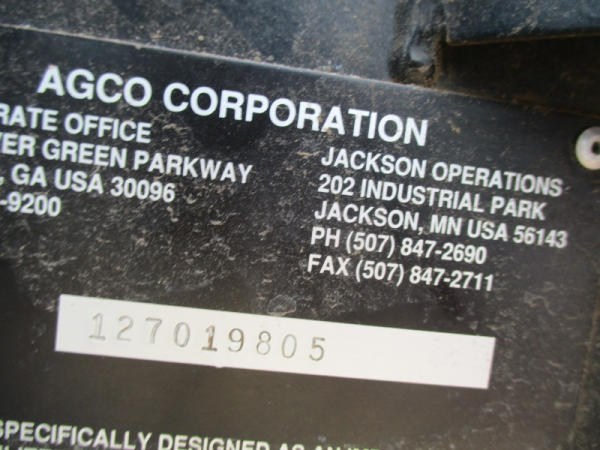 AGCO CORPORATION
RATE OFFICE
VER GREEN PARKWAY
, GA USA 30096
-9200
JACKSON OPERATIONS
202 INDUSTRIAL PARK
JACKSON, MN USA 56143
PH (507) 847-2690
FAX (507) 847-2711
127019805
SPECIFICALLY DESIGNED AS AN